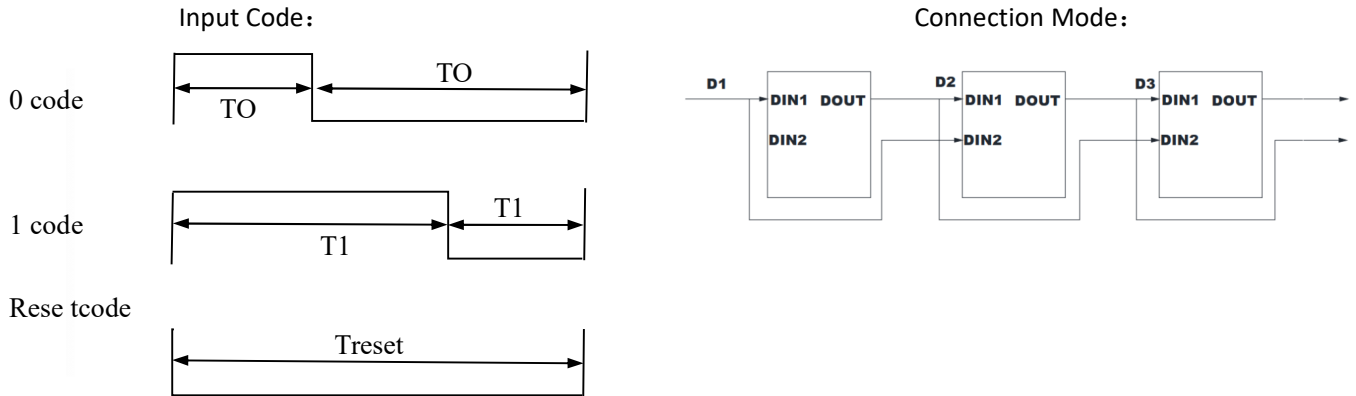 Input Code：
0 code
TO
TO
1 code
T1
T1
Rese tcode
Treset
Connection Mode：
D1
DIN1 DOUT
DIN2
D2
DIN1 DOUT
DIN2
D3
DIN1 DOUT
DIN2